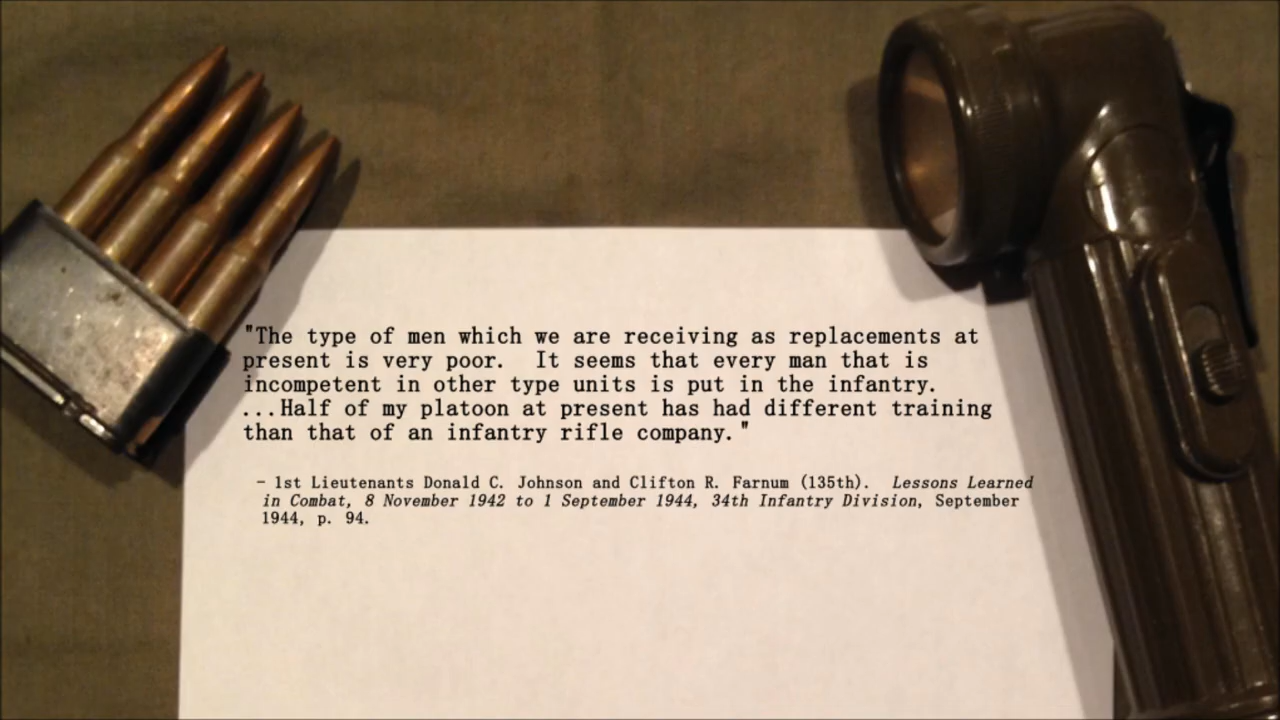 "The type of men which we are receiving as replacements at
present is very poor.  It seems that every man that is
incompetent in other type units is put in the infantry.
...Half of my platoon at present has had different training
than that of an infantry rifle company."
– 1st Lieutenants Donald C. Johnson and Clifton R. Farnum (135th).  Lessons Learned
in Combat, 8 November 1942 to 1 September 1944, 34th Infantry Division, September
1944, p. 94.